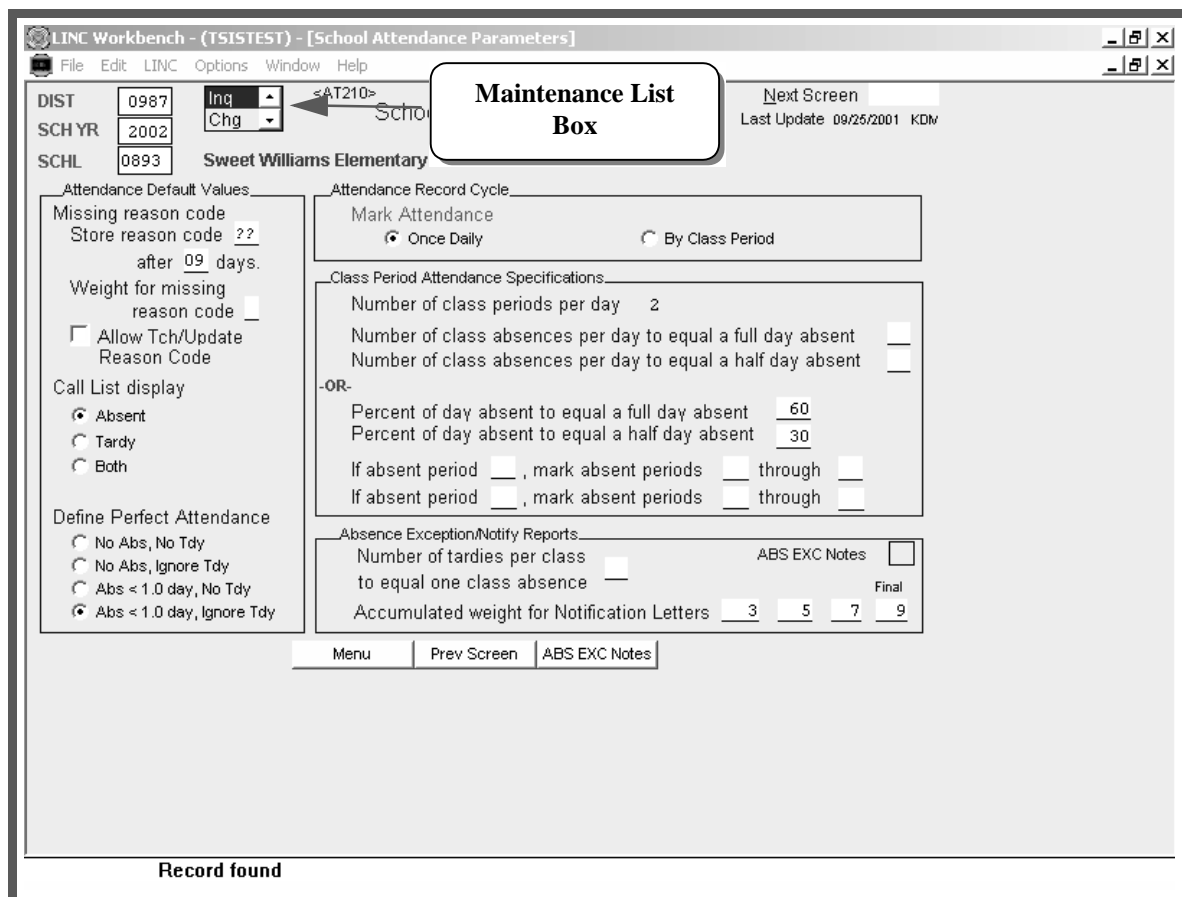 LINC Workbench - (TSISTEST) - [School Attendance Parameters]
File Edit LINC Options Window Help
DIST 0987 Inq <AT210> Next Screen
SCH YR 2002 Chg Last Update 09/25/2001 KDM
Maintenance List
Box
SCHL 0893 Sweet Williams Elementary
Attendance Default Values
Missing reason code
Store reason code ??
after 09 days.
Weight for missing
reason code
Allow Tch/Update
Reason Code
Call List display
Absent
Tardy
Both
Define Perfect Attendance
No Abs, No Tdy
No Abs, Ignore Tdy
Abs < 1.0 day, No Tdy
Abs < 1.0 day, Ignore Tdy
Attendance Record Cycle
Mark Attendance
Once Daily By Class Period
Class Period Attendance Specifications
Number of class periods per day 2
Number of class absences per day to equal a full day absent
Number of class absences per day to equal a half day absent
-OR-
Percent of day absent to equal a full day absent 60
Percent of day absent to equal a half day absent 30
If absent period , mark absent periods through
If absent period , mark absent periods through
Absence Exception/Notify Reports
Number of tardies per class ABS EXC Notes
to equal one class absence
Final
Accumulated weight for Notification Letters 3 5 7 9
Menu Prev Screen ABS EXC Notes
Record found